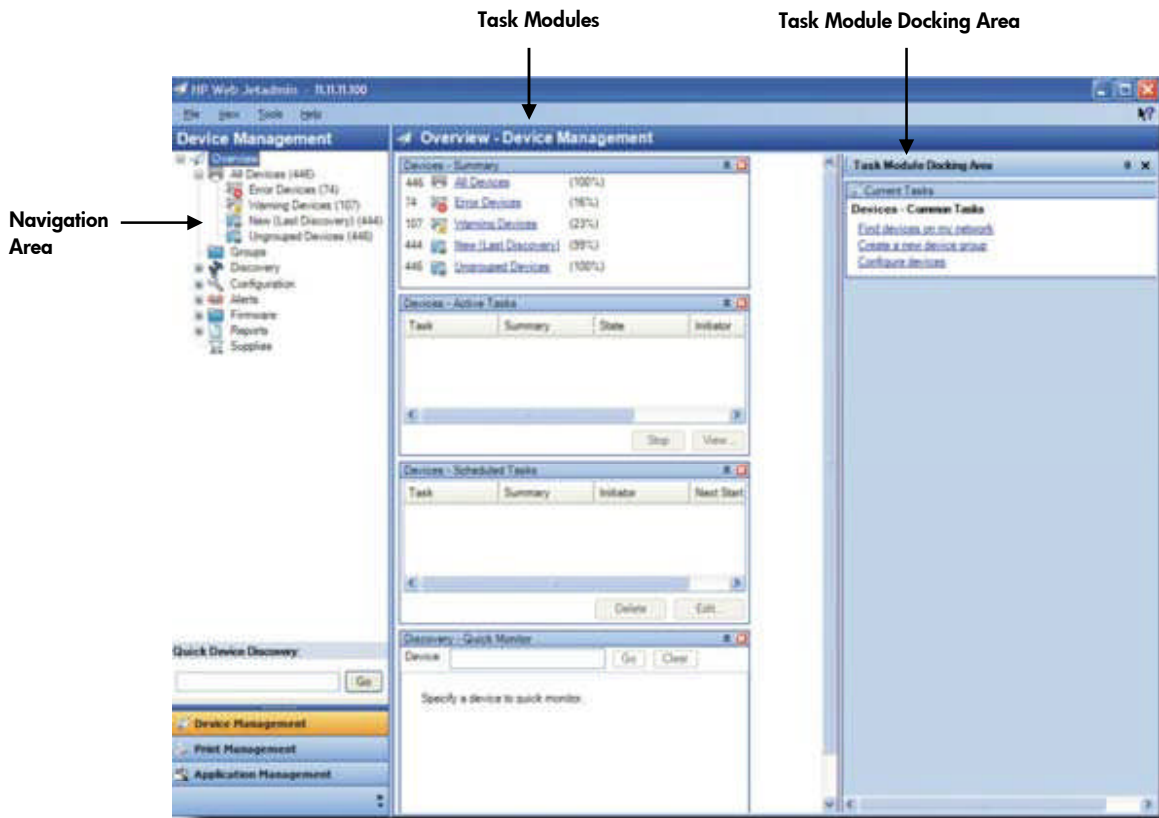 Task Modules
Task Module Docking Area
Navigation
Area
HP Web Jetadmin - 11.11.11.100
File View Tools Help
Device Management
Overview
All Devices (446)
Error Devices (74)
Warning Devices (107)
New (Last Discovery) (444)
Ungrouped Devices (446)
Groups
Discovery
Configuration
Alerts
Firmware
Reports
Supplies
Quick Device Discovery
Go
Device Management
Print Management
Application Management
Overview - Device Management
Devices - Summary
446 All Devices (100%)
74 Error Devices (16%)
107 Warning Devices (23%)
444 New (Last Discovery) (99%)
446 Ungrouped Devices (100%)
Devices - Active Tasks
Task Summary State Initiator
Stop View...
Devices - Scheduled Tasks
Task Summary Initiator Next Start
Delete Edit...
Discovery - Quick Monitor
Device Go Clear
Specify a device to quick monitor.
Task Module Docking Area
Current Tasks
Devices - Common Tasks
Find devices on my network
Create a new device group
Configure devices